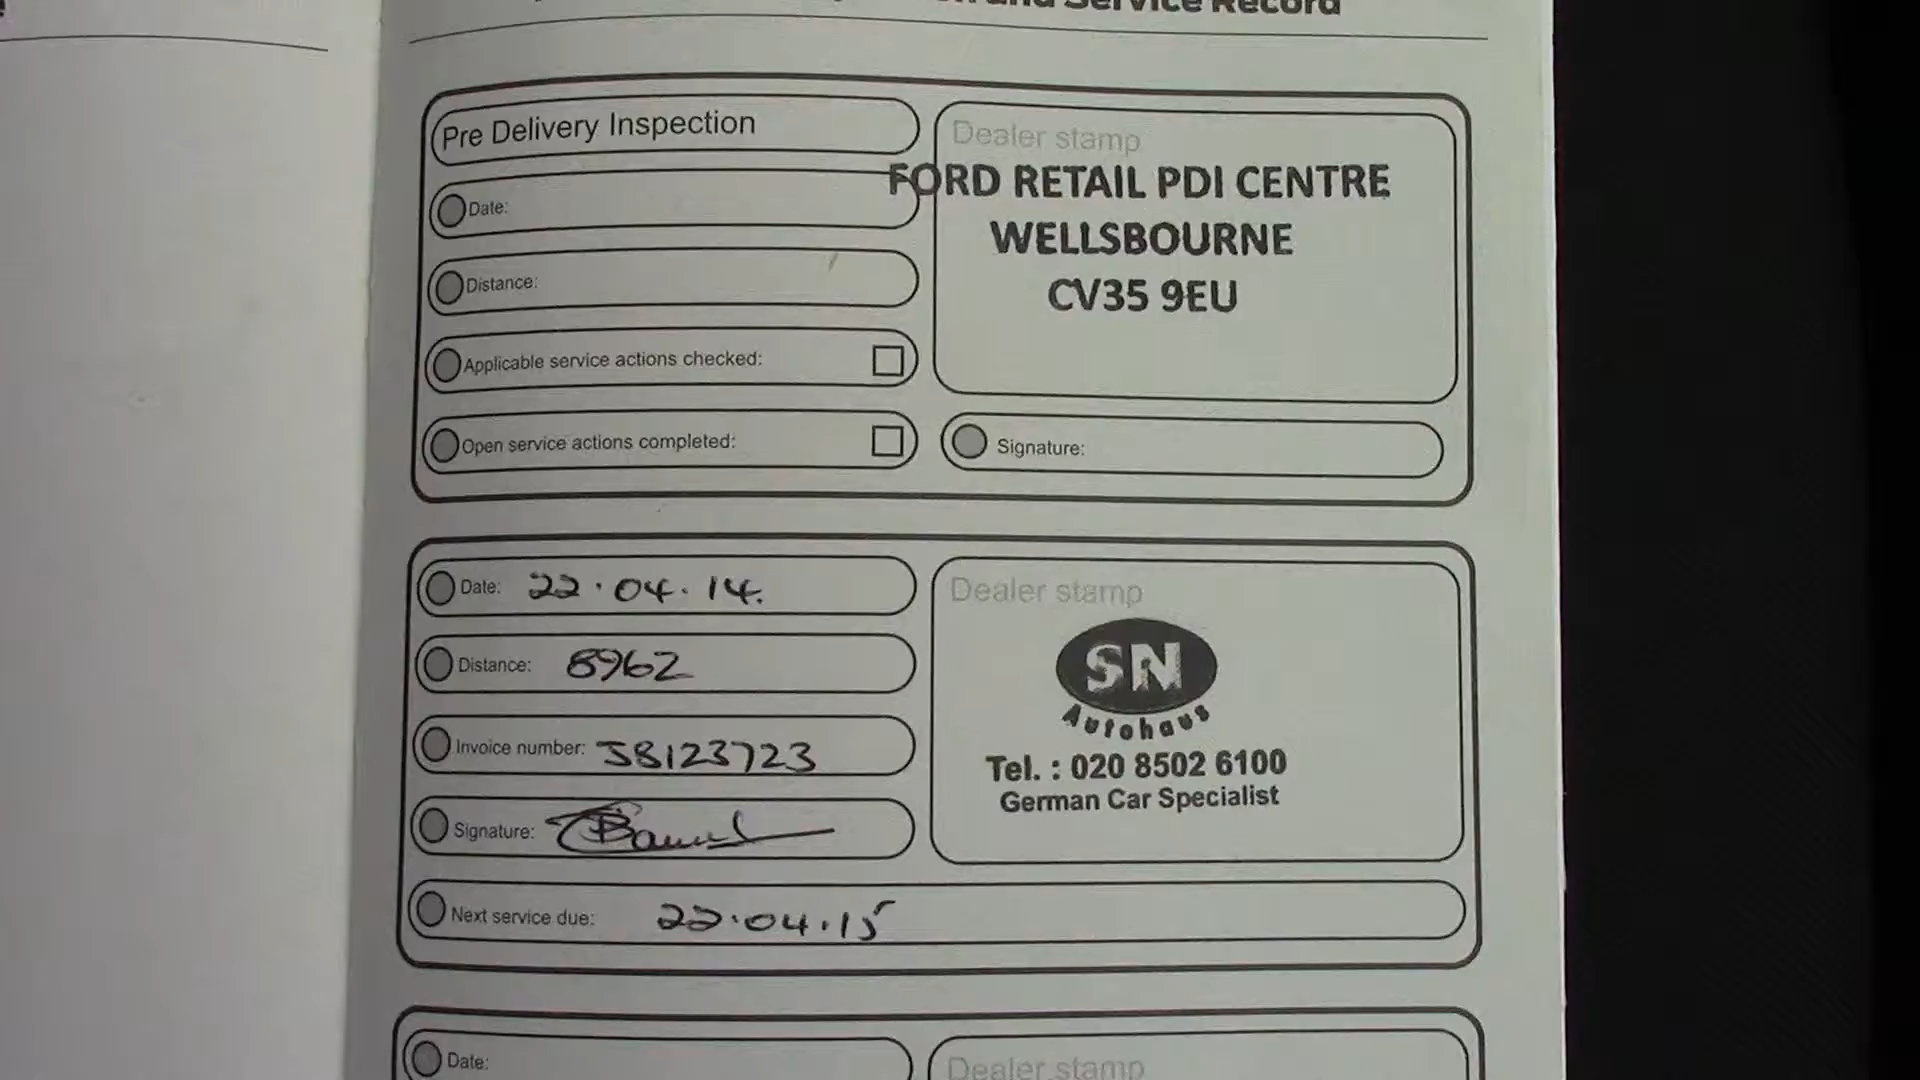 and Service Record
Pre Delivery Inspection
Date:
Distance:
Applicable service actions checked:
Open service actions completed:
Dealer stamp
FORD RETAIL PDI CENTRE
WELLSBOURNE
CV35 9EU
Signature:
Date: 22.04.14.
Distance: 8962
Invoice number: J8123723
Signature:
Next service due: 22.04.15
Dealer stamp
SN
Autohaus
Tel. : 020 8502 6100
German Car Specialist
Date:
Dealer stamp